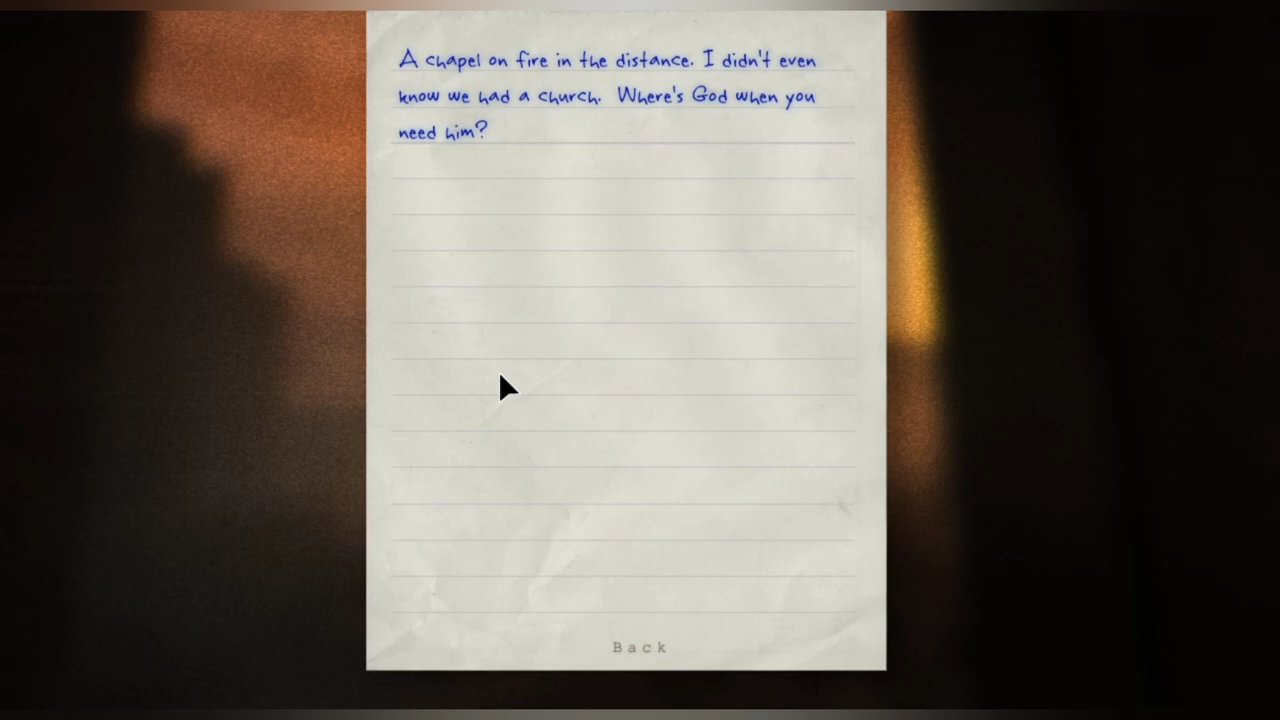 A chapel on fire in the distance. I didn't even
know we had a church. Where's God when you
need him?
Back